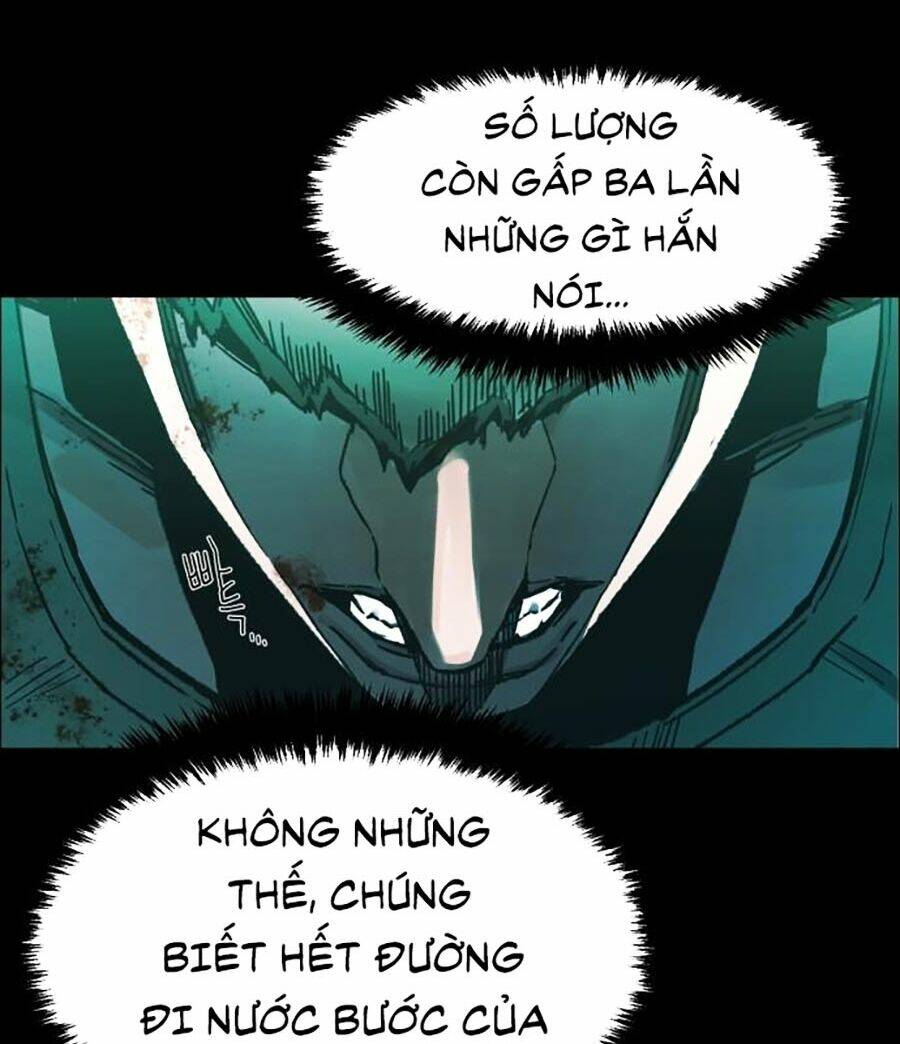 SỐ LƯỢNG
CÒN GẤP BA LẦN
NHỮNG GÌ HẮN
NÓI...
KHÔNG NHỮNG
THẾ, CHÚNG
BIẾT HẾT ĐƯỜNG
ĐI NƯỚC BƯỚC CỦA